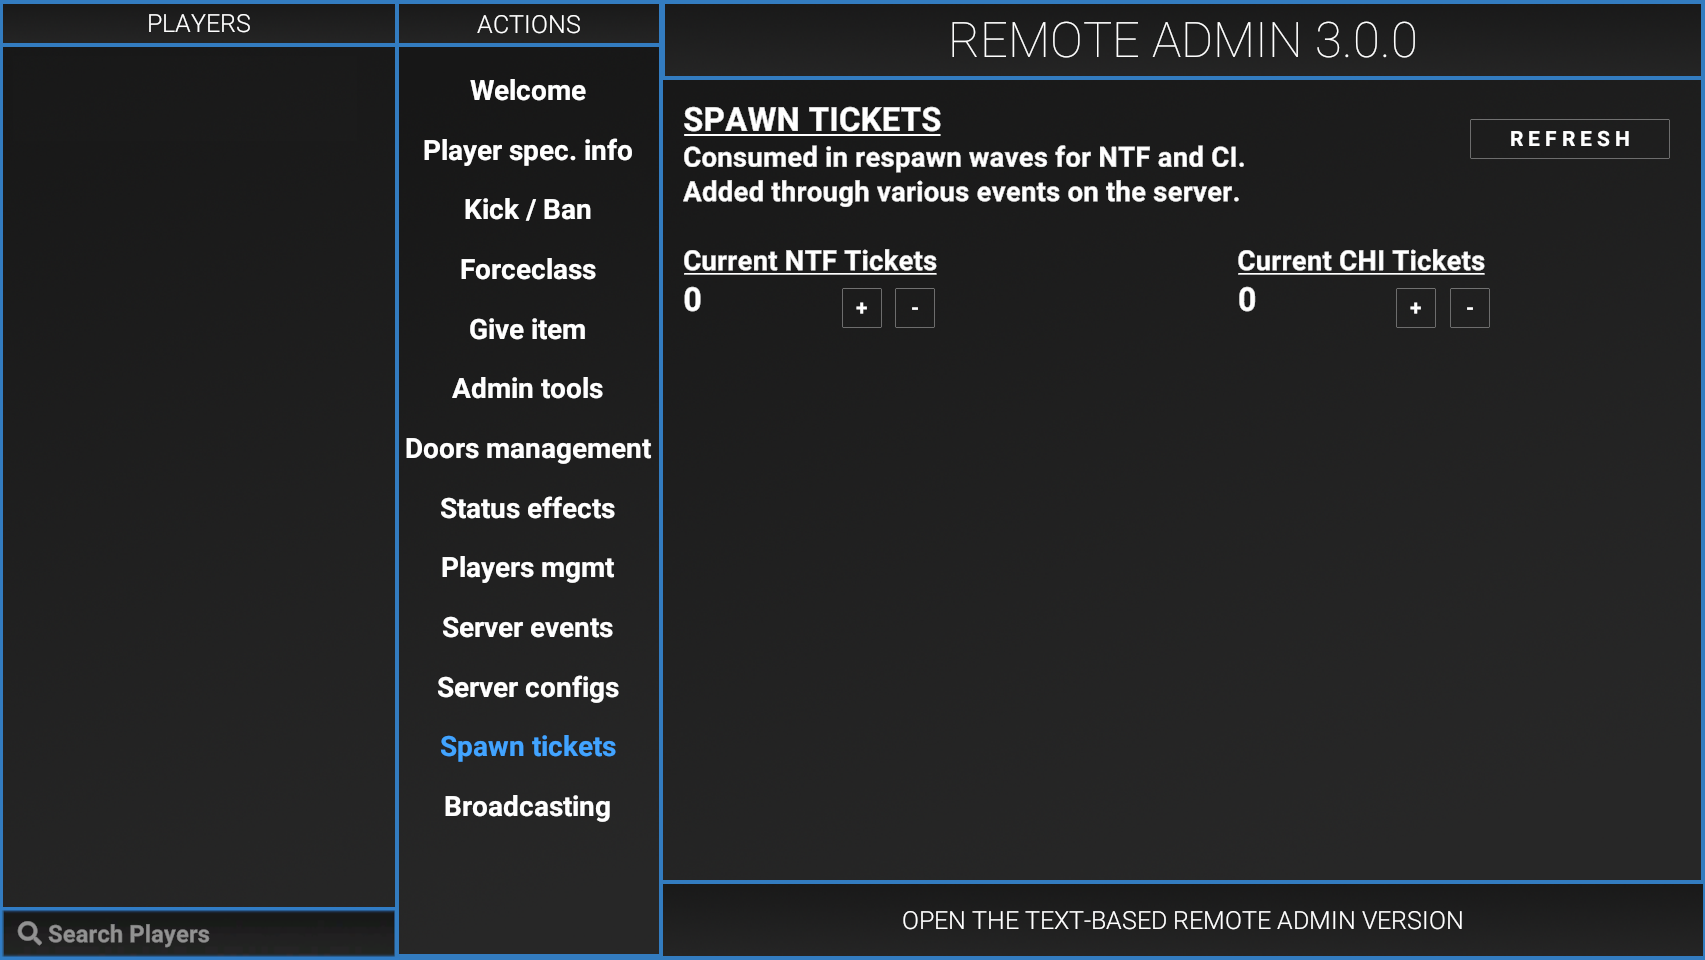 PLAYERS
ACTIONS
REMOTE ADMIN 3.0.0
Welcome
Player spec. info
Kick / Ban
Forceclass
Give item
Admin tools
Doors management
Status effects
Players mgmt
Server events
Server configs
Spawn tickets
Broadcasting
SPAWN TICKETS
Consumed in respawn waves for NTF and CI.
Added through various events on the server.
REFRESH
Current NTF Tickets
0
+ -
Current CHI Tickets
0
+ -
Search Players
OPEN THE TEXT-BASED REMOTE ADMIN VERSION